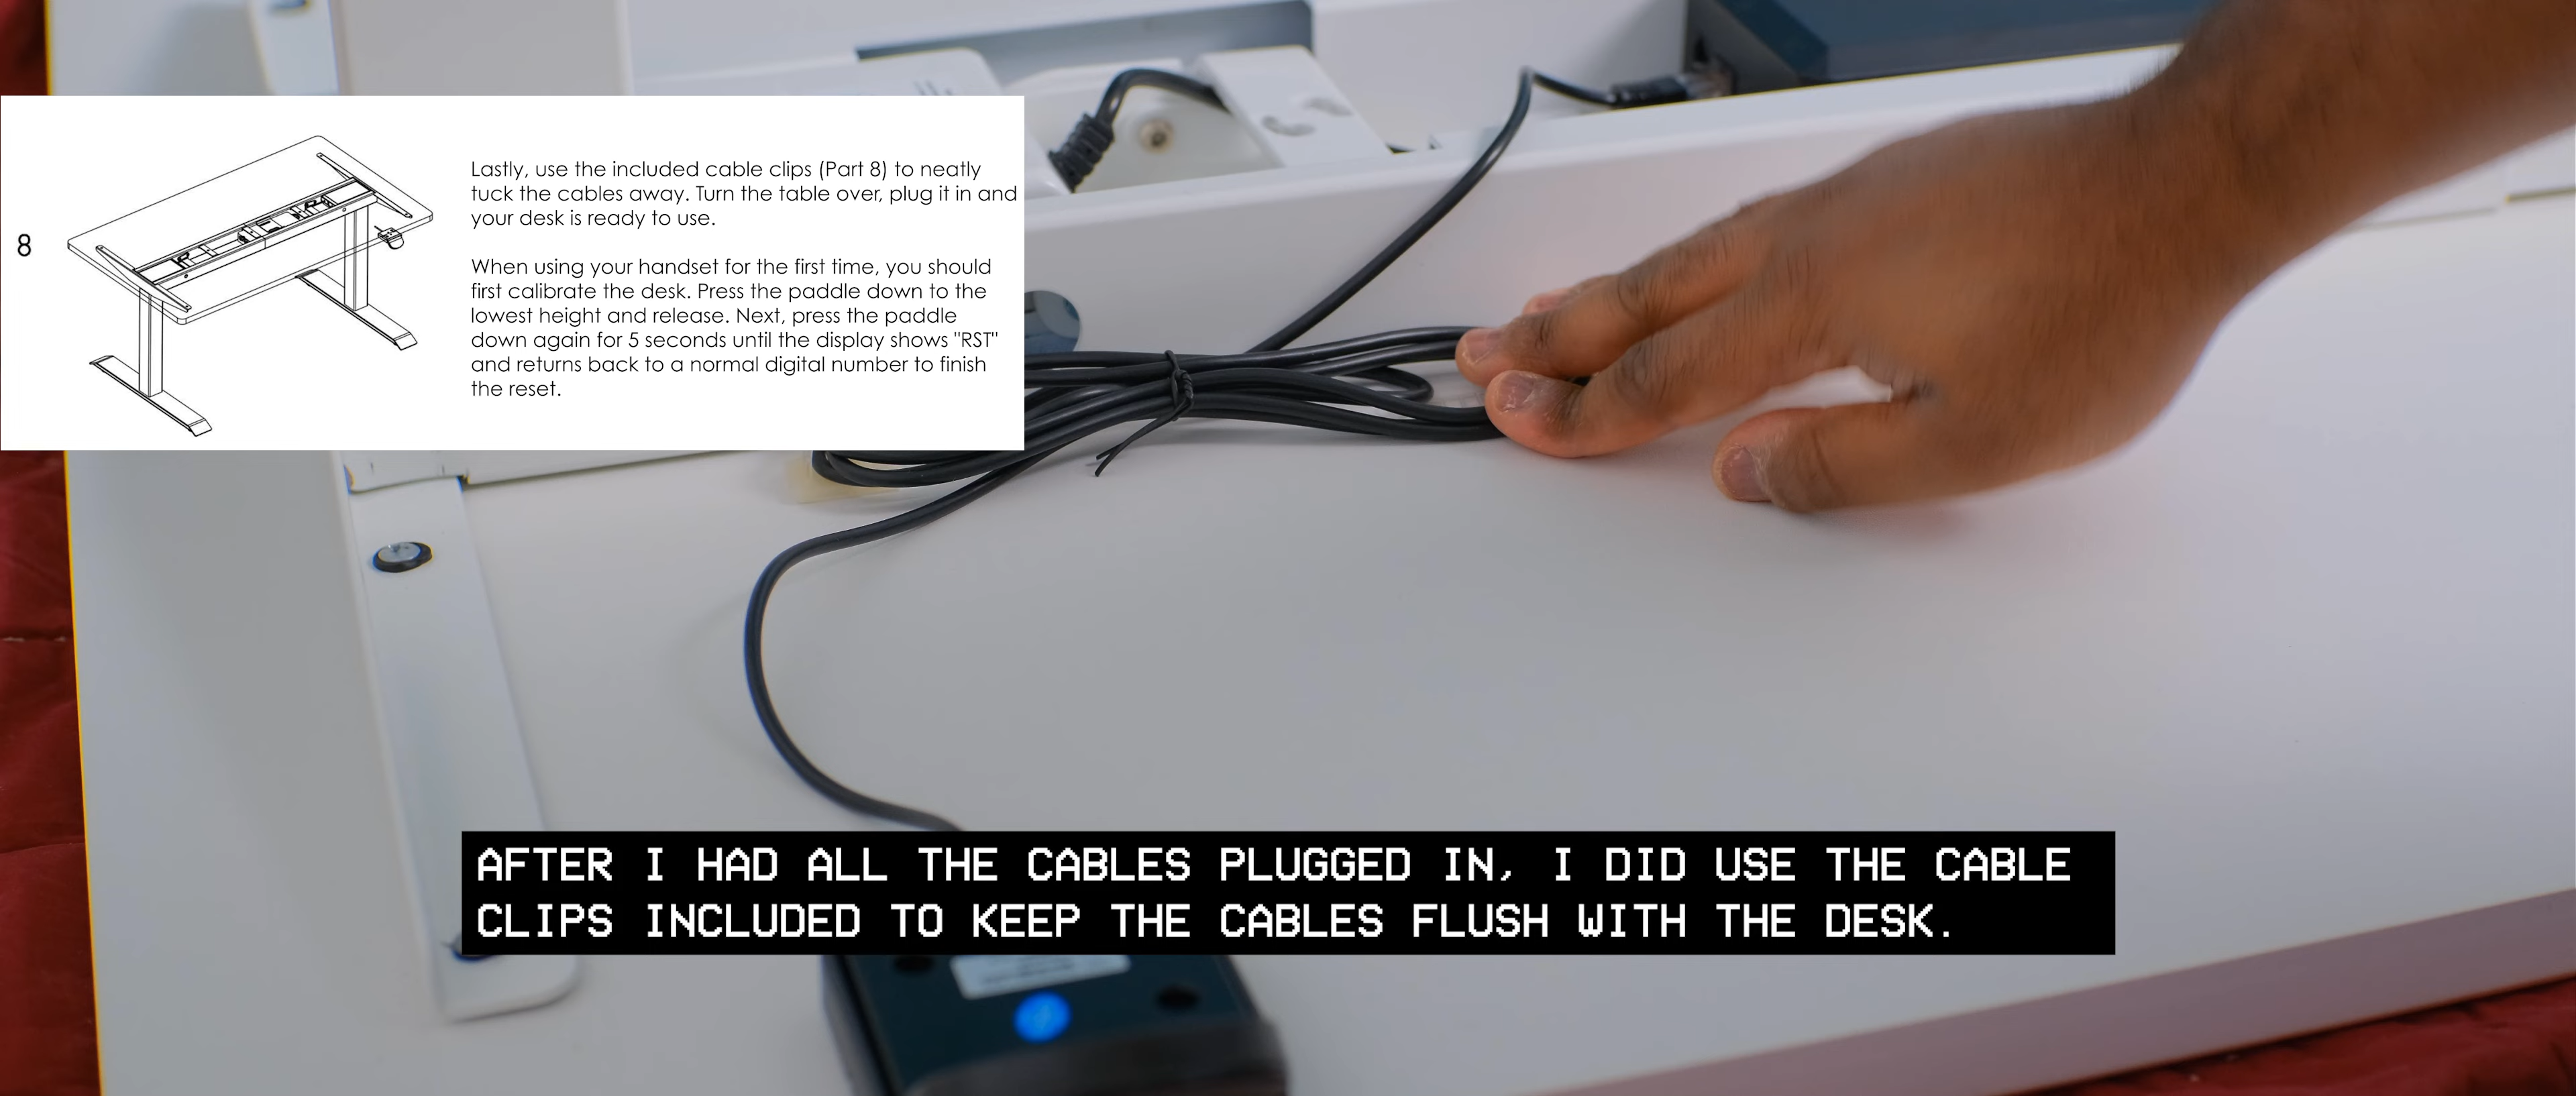 8
Lastly, use the included cable clips (Part 8) to neatly
tuck the cables away. Turn the table over, plug it in and
your desk is ready to use.
When using your handset for the first time, you should
first calibrate the desk. Press the paddle down to the
lowest height and release. Next, press the paddle
down again for 5 seconds until the display shows "RST"
and returns back to a normal digital number to finish
the reset.
AFTER I HAD ALL THE CABLES PLUGGED IN, I DID USE THE CABLE
CLIPS INCLUDED TO KEEP THE CABLES FLUSH WITH THE DESK.